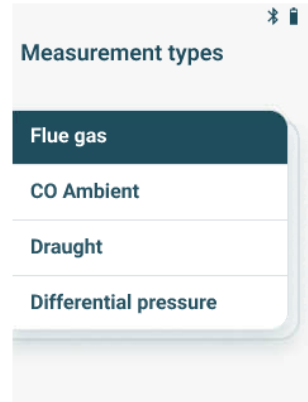 Measurement types
Flue gas
CO Ambient
Draught
Differential pressure